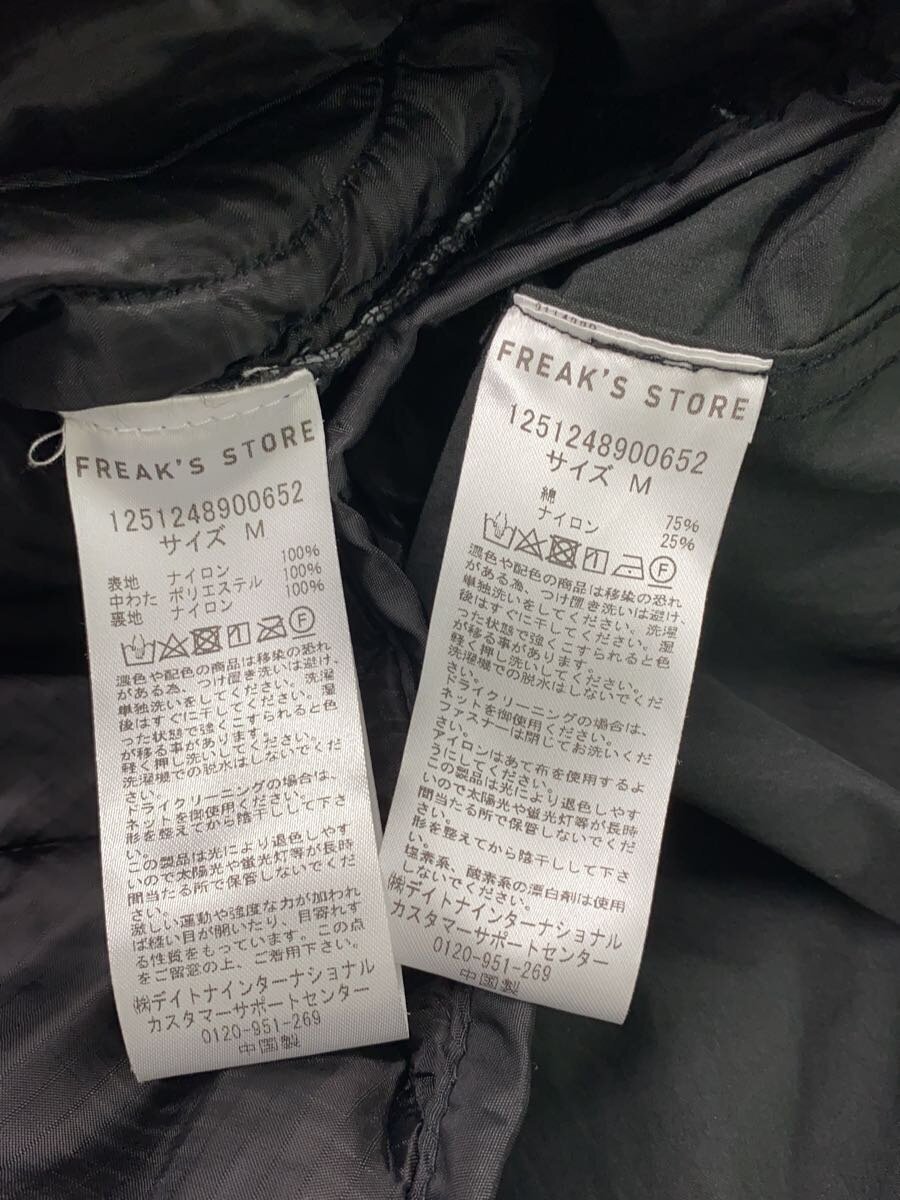 FREAK'S STORE
1251248900652
サイズ M
表地 ナイロン 100%
中わた ポリエステル 100%
裏地 ナイロン 100%
濃色や配色の商品は移染の恐れ
がある為、つけ置き洗いは避け、
単独洗いをしてください。洗濯
後はすぐに干してください。湿
った状態で強くこすられると色
が移る事があります。
軽く押し洗いしてください。
洗濯機での脱水はしないでくだ
さい。
ドライクリーニングの場合は、
ネットを御使用ください。
形を整えてから陰干しして下さ
い。
この製品は光により退色しやす
いので太陽光や蛍光灯等が長時
間当たる所で保管しないでくだ
さい。
激しい運動や強度な力が加われ
ば縫い目が開いたり、目寄れす
る性質をもっています。この点
をご留意の上、ご着用下さい。
㈱デイトナインターナショナル
カスタマーサポートセンター
0120-951-269
中国製
FREAK'S STORE
1251248900652
サイズ M
綿 75%
ナイロン 25%
濃色や配色の商品は移染の恐れ
がある為、つけ置き洗いは避け、
単独洗いをしてください。洗濯
後はすぐに干してください。湿
った状態で強くこすられると色
が移る事があります。
軽く押し洗いしてください。
洗濯機での脱水はしないでくだ
さい。
ドライクリーニングの場合は、
ネットを御使用ください。
ファスナーは閉じてお洗いくだ
さい。
アイロンはあて布を使用するよ
うにしてください。
この製品は光により退色しやす
いので太陽光や蛍光灯等が長時
間当たる所で保管しないでくだ
さい。
形を整えてから陰干しして下さ
い。
塩素系、酸素系の漂白剤は使用
しないでください。
㈱デイトナインターナショナル
カスタマーサポートセンター
0120-951-269
中国製